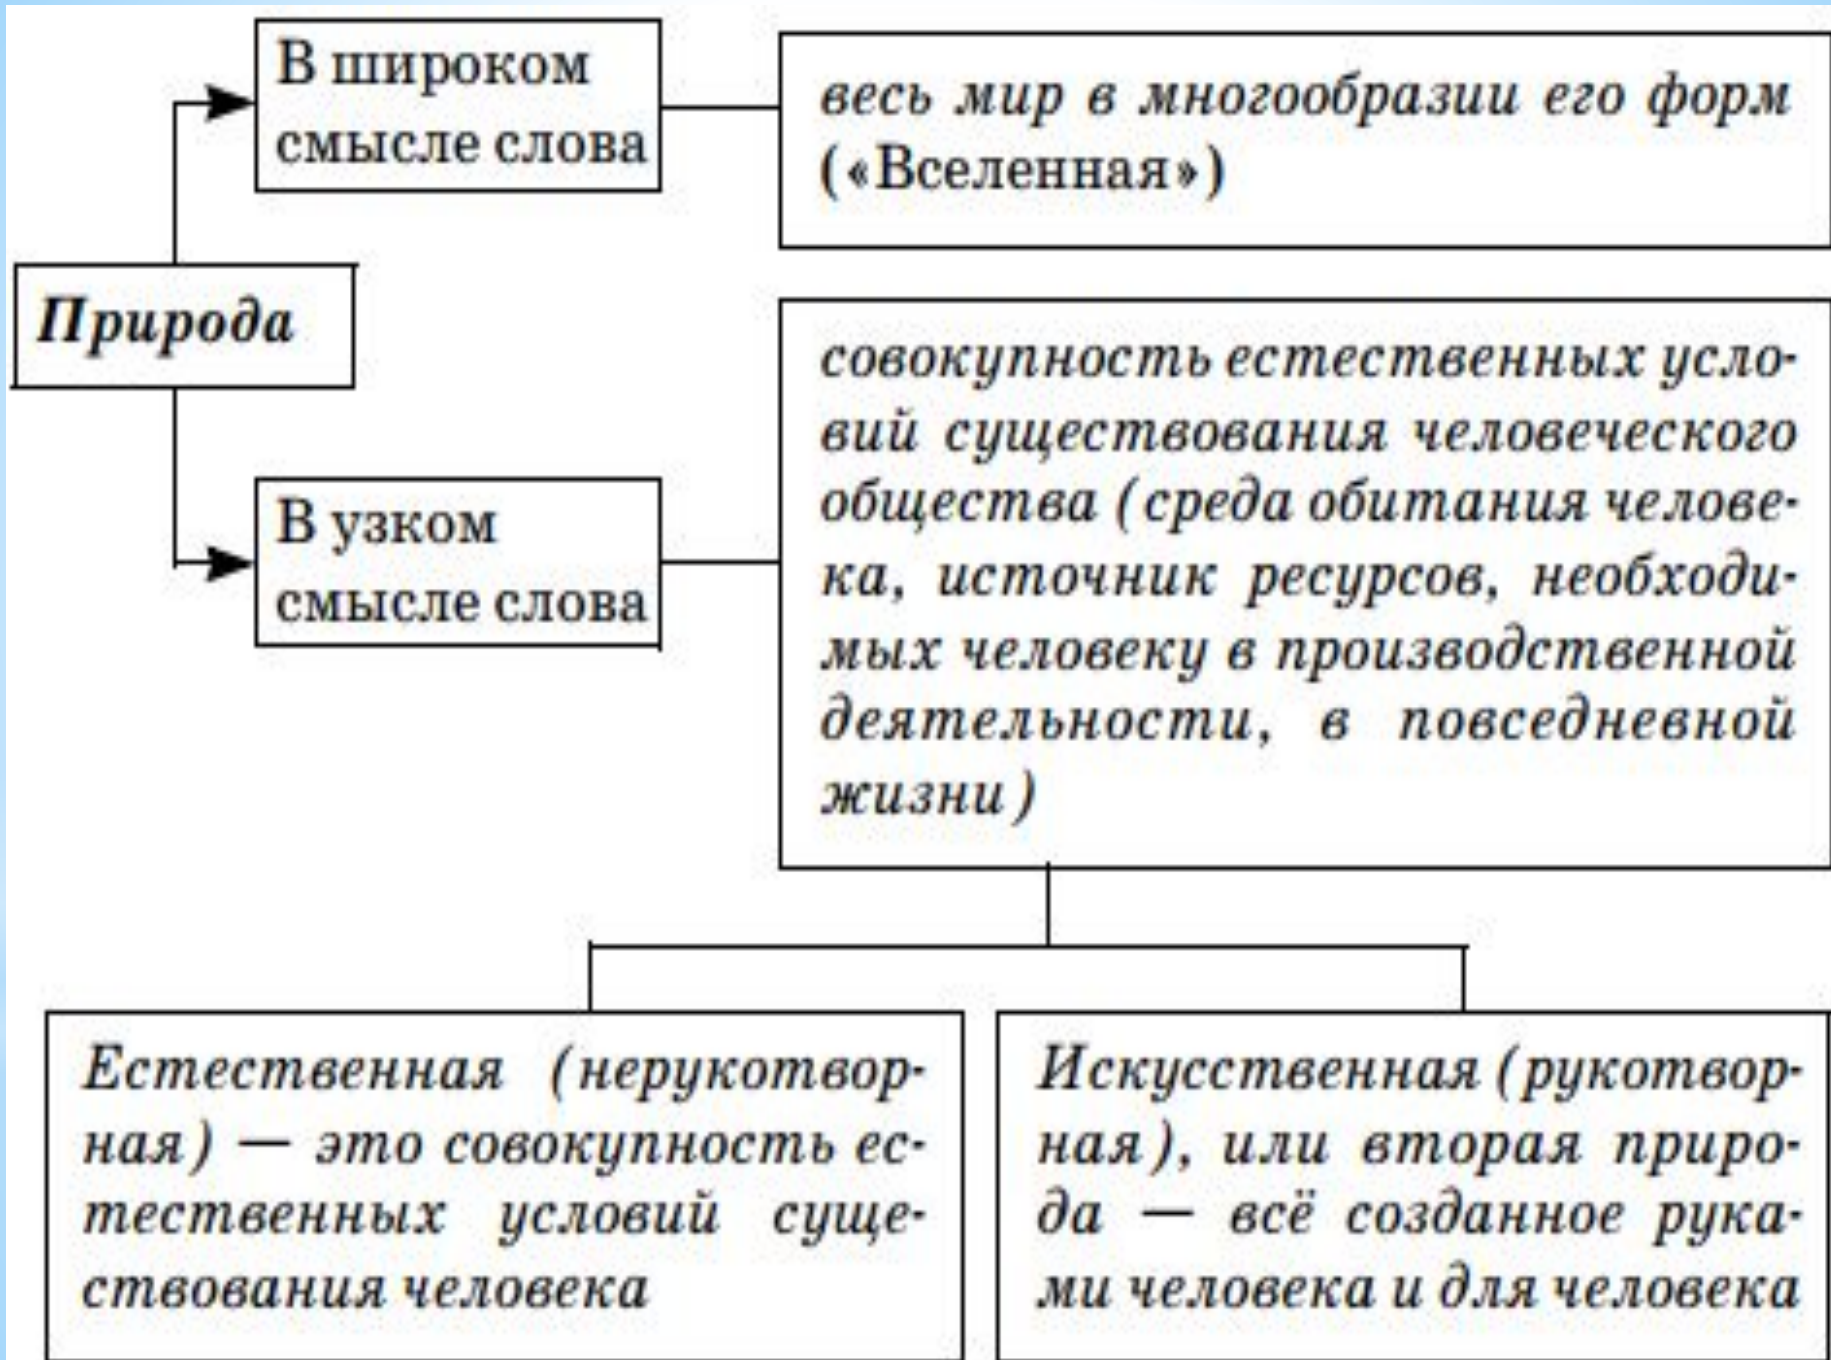 В широком
смысле слова
весь мир в многообразии его форм
(«Вселенная»)
Природа
совокупность естественных усло-
вий существования человеческого
общества (среда обитания челове-
ка, источник ресурсов, необходи-
мых человеку в производственной
деятельности, в повседневной
жизни)
В узком
смысле слова
Естественная (нерукотвор-
ная) — это совокупность ес-
тественных условий суще-
ствования человека
Искусственная (рукотвор-
ная), или вторая приро-
да — всё созданное рука-
ми человека и для человека